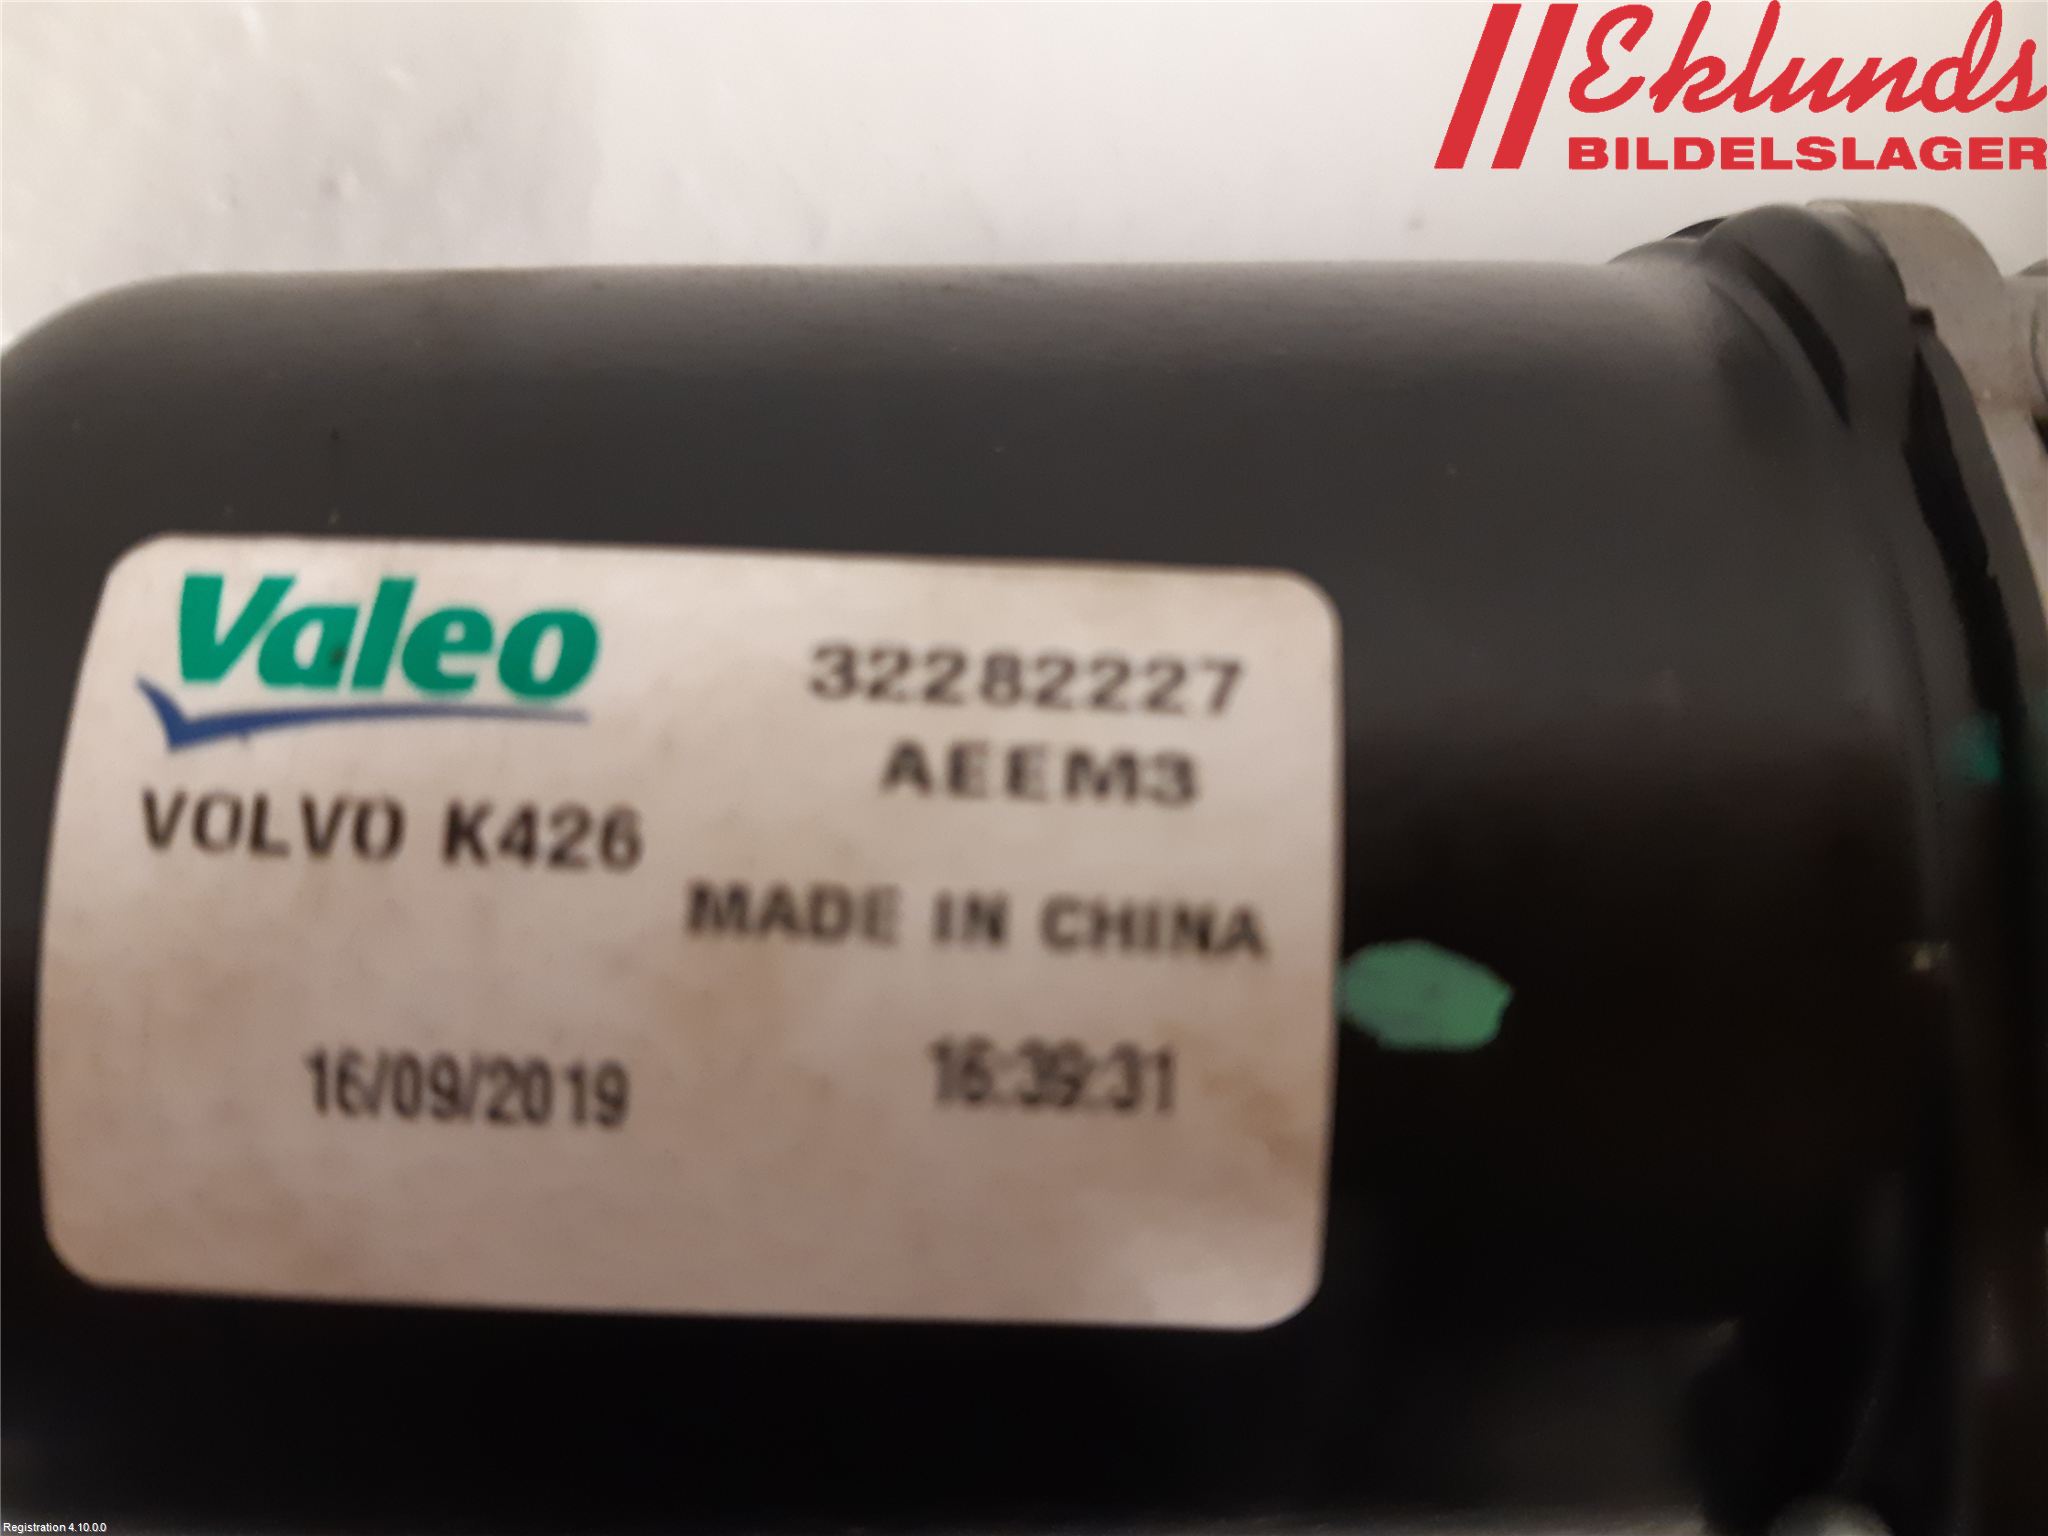 Eklunds
BILDELSLAGER
Valeo
32282227
AEEM3
VOLVO K426
MADE IN CHINA
16/09/2019
16:39:31
Registration 4.10.0.0